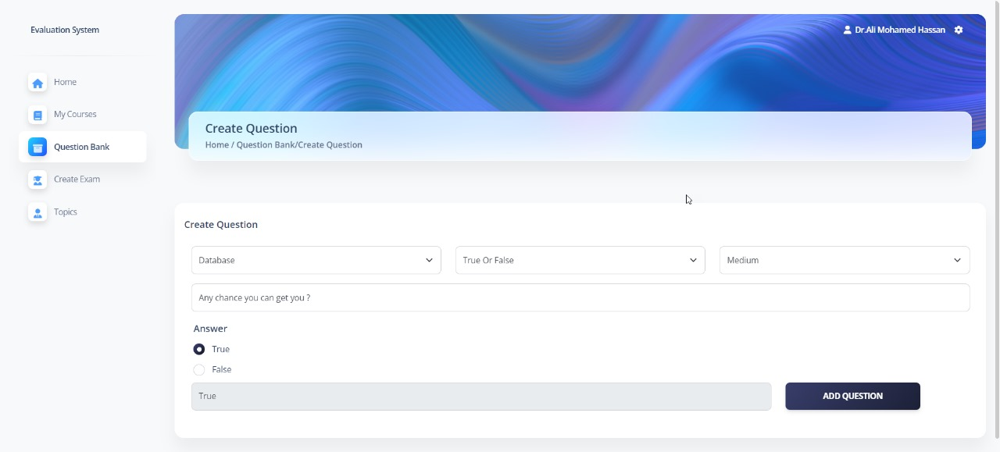 Evaluation System
Dr.Ali Mohamed Hassan
Home
My Courses
Question Bank
Create Exam
Topics
Create Question
Home / Question Bank/Create Question
Create Question
Database
True Or False
Medium
Any chance you can get you ?
Answer
True
False
True
ADD QUESTION